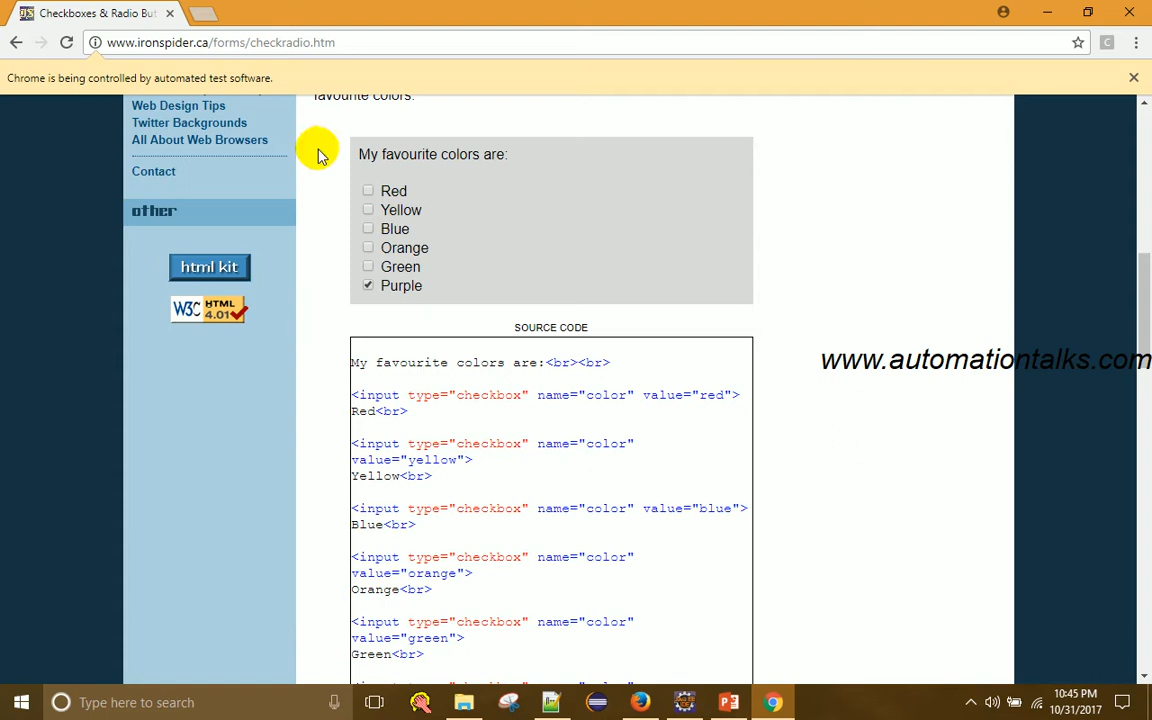 Checkboxes & Radio But
www.ironspider.ca/forms/checkradio.htm
C
Chrome is being controlled by automated test software.
favourite colors.
Web Design Tips
Twitter Backgrounds
All About Web Browsers
Contact
other
html kit
W3C HTML 4.01
My favourite colors are:
Red
Yellow
Blue
Orange
Green
Purple
SOURCE CODE
My favourite colors are:<br><br>
<input type="checkbox" name="color" value="red">
Red<br>
<input type="checkbox" name="color"
value="yellow">
Yellow<br>
<input type="checkbox" name="color" value="blue">
Blue<br>
<input type="checkbox" name="color"
value="orange">
Orange<br>
<input type="checkbox" name="color"
value="green">
Green<br>
www.automationtalks.com
Type here to search
10:45 PM
10/31/2017